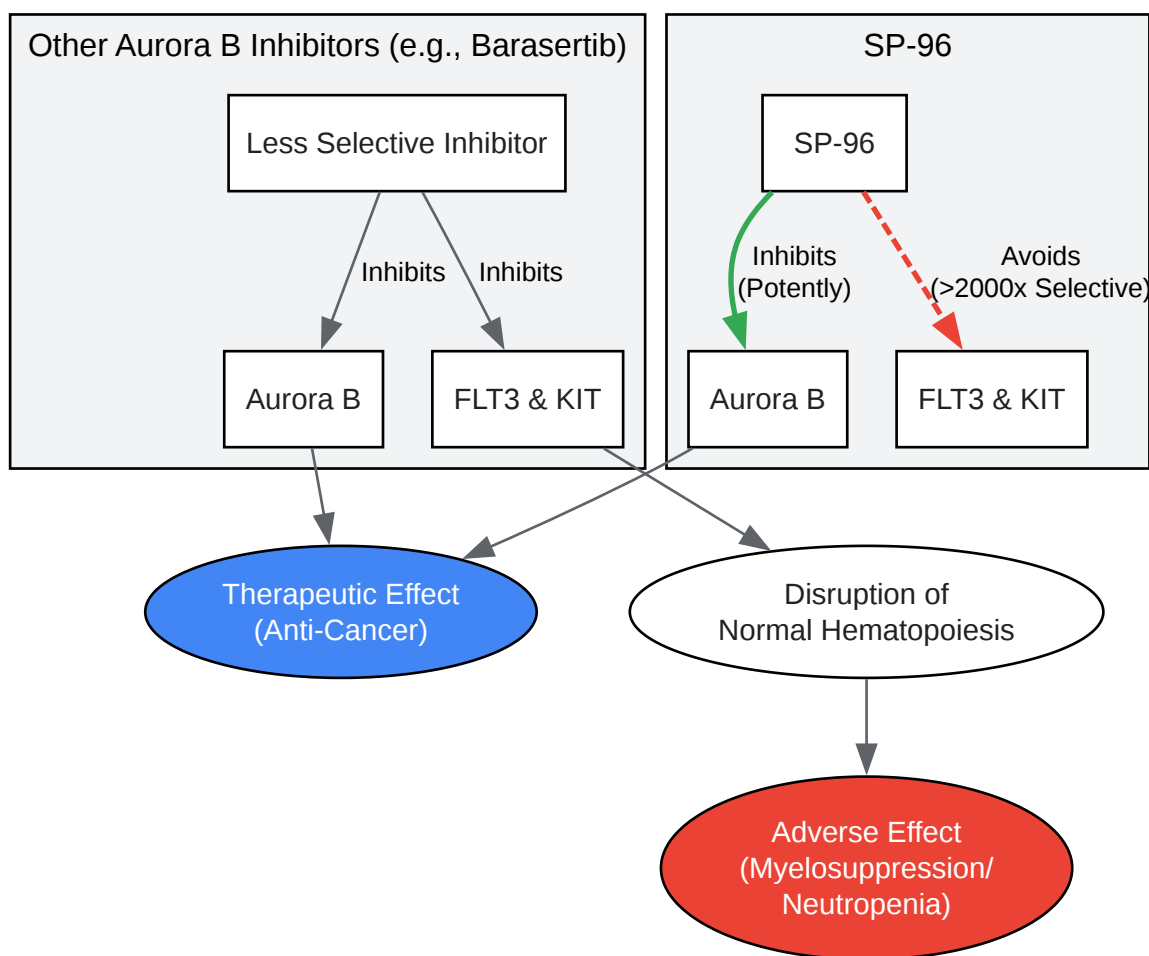 Other Aurora B Inhibitors (e.g., Barasertib)
Less Selective Inhibitor
Inhibits
Inhibits
Aurora B
FLT3 & KIT
SP-96
SP-96
Inhibits
(Potently)
Avoids
(>2000x Selective)
Aurora B
FLT3 & KIT
Therapeutic Effect
(Anti-Cancer)
Disruption of
Normal Hematopoiesis
Adverse Effect
(Myelosuppression/
Neutropenia)